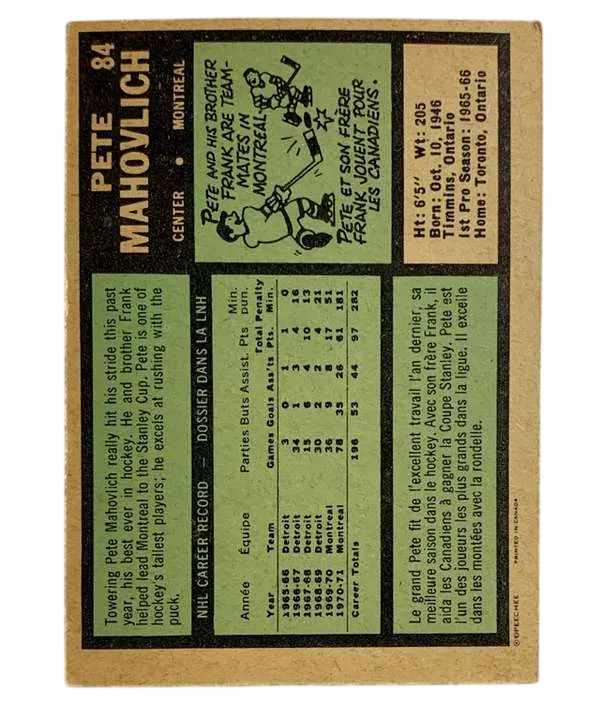 PETE 84
MAHOVLICH
CENTER • MONTREAL
Towering Pete Mahovlich really hit his stride this past
year, his best ever in hockey. He and brother Frank
helped lead Montreal to the Stanley Cup. Pete is one of
hockey's tallest players; he excels at rushing with the
puck.
PETE AND HIS BROTHER
FRANK ARE TEAM-
MATES IN
MONTREAL.
PETE ET SON FRÈRE
FRANK JOUENT POUR
LES CANADIENS.
NHL CAREER RECORD — DOSSIER DANS LA LNH
Année Équipe Parties Buts Assist. Pts Min. pun.
Year Team Games Goals Ass'ts Total Pts. Penalty Min.
1965-66 Detroit 3 0 1 1 0
1966-67 Detroit 34 1 3 4 16
1967-68 Detroit 15 6 4 10 13
1968-69 Detroit 30 2 2 4 21
1969-70 Montreal 36 9 8 17 51
1970-71 Montreal 78 35 26 61 181
Career Totals 196 53 44 97 282
Le grand Pete fit de l'excellent travail l'an dernier, sa
meilleure saison dans le hockey. Avec son frère Frank, il
aida les Canadiens à gagner la Coupe Stanley. Pete est
l'un des joueurs les plus grands dans la ligue. Il excelle
dans les montées avec la rondelle.
Ht: 6'5" Wt: 205
Born: Oct. 10, 1946
Timmins, Ontario
1st Pro Season: 1965-66
Home: Toronto, Ontario
© OPEECHEE *PRINTED IN CANADA